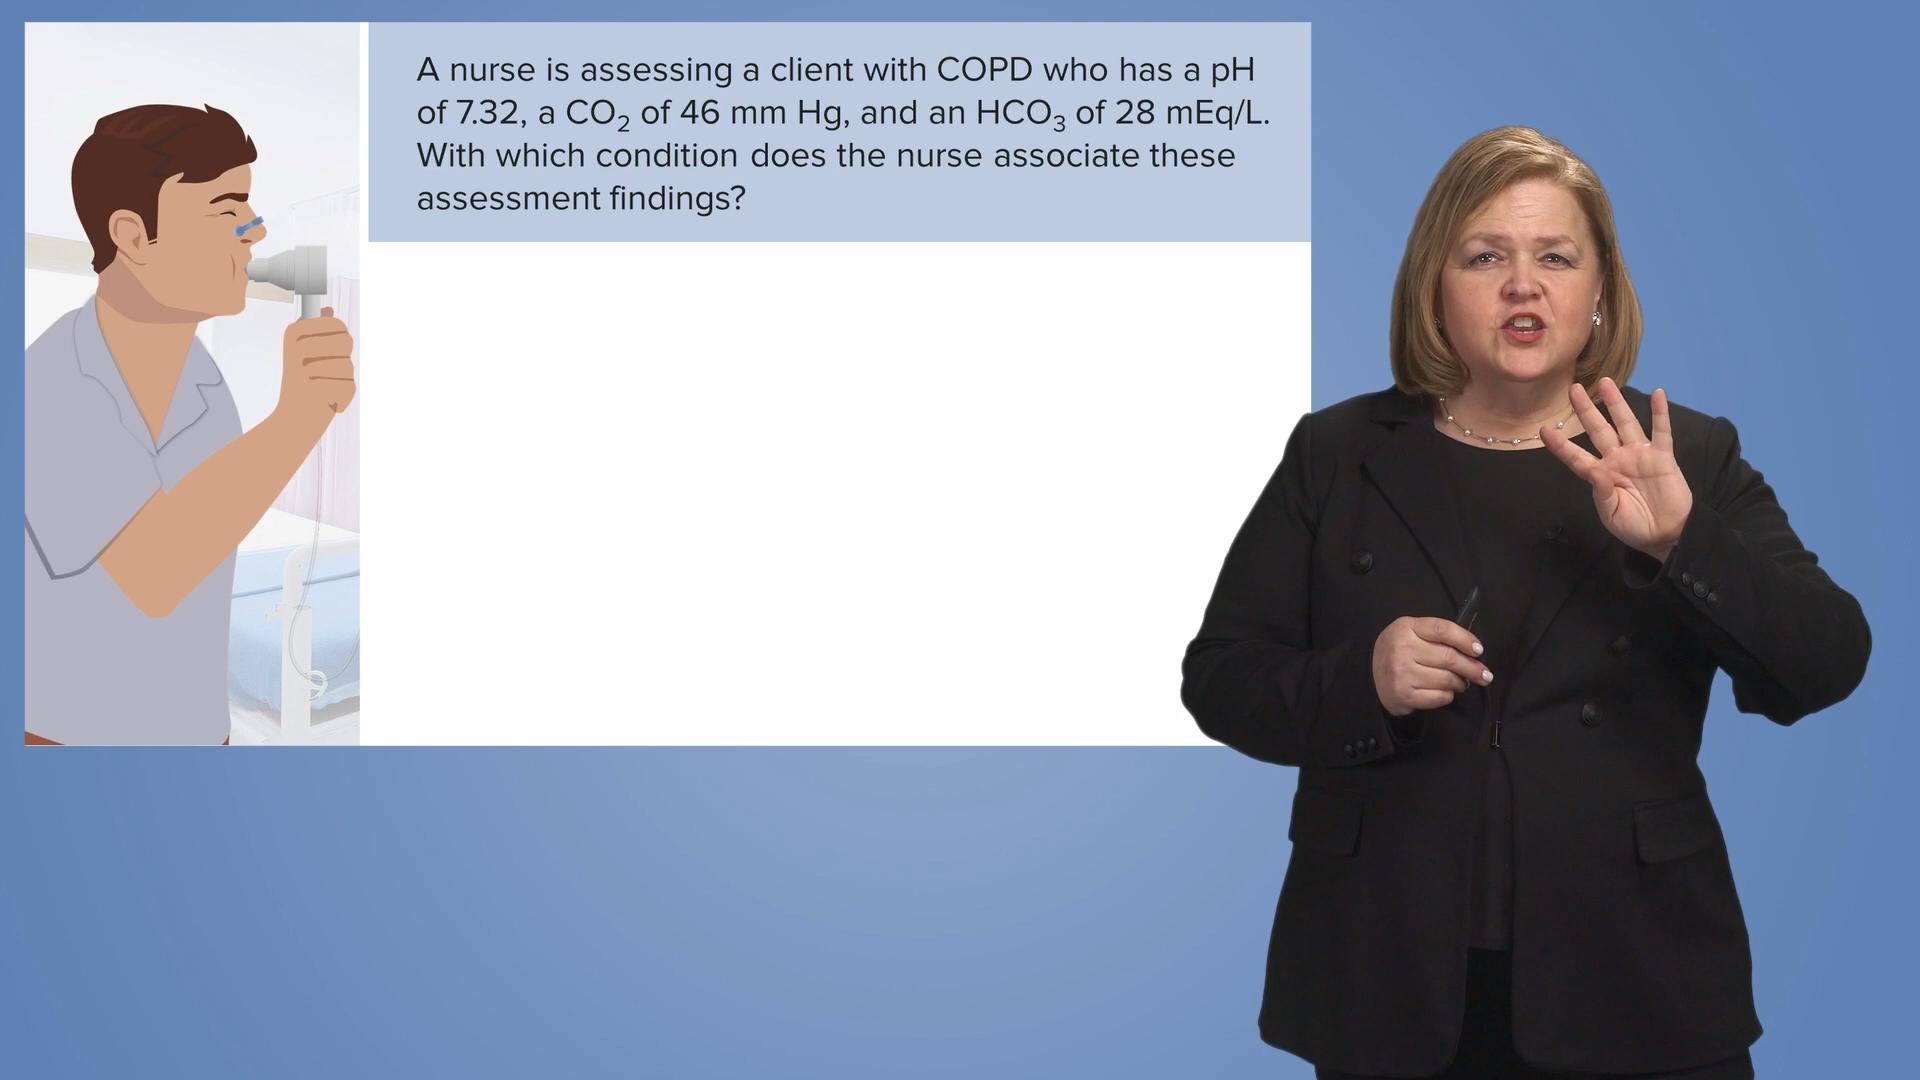 A nurse is assessing a client with COPD who has a pH
of 7.32, a CO₂ of 46 mm Hg, and an HCO₃ of 28 mEq/L.
With which condition does the nurse associate these
assessment findings?